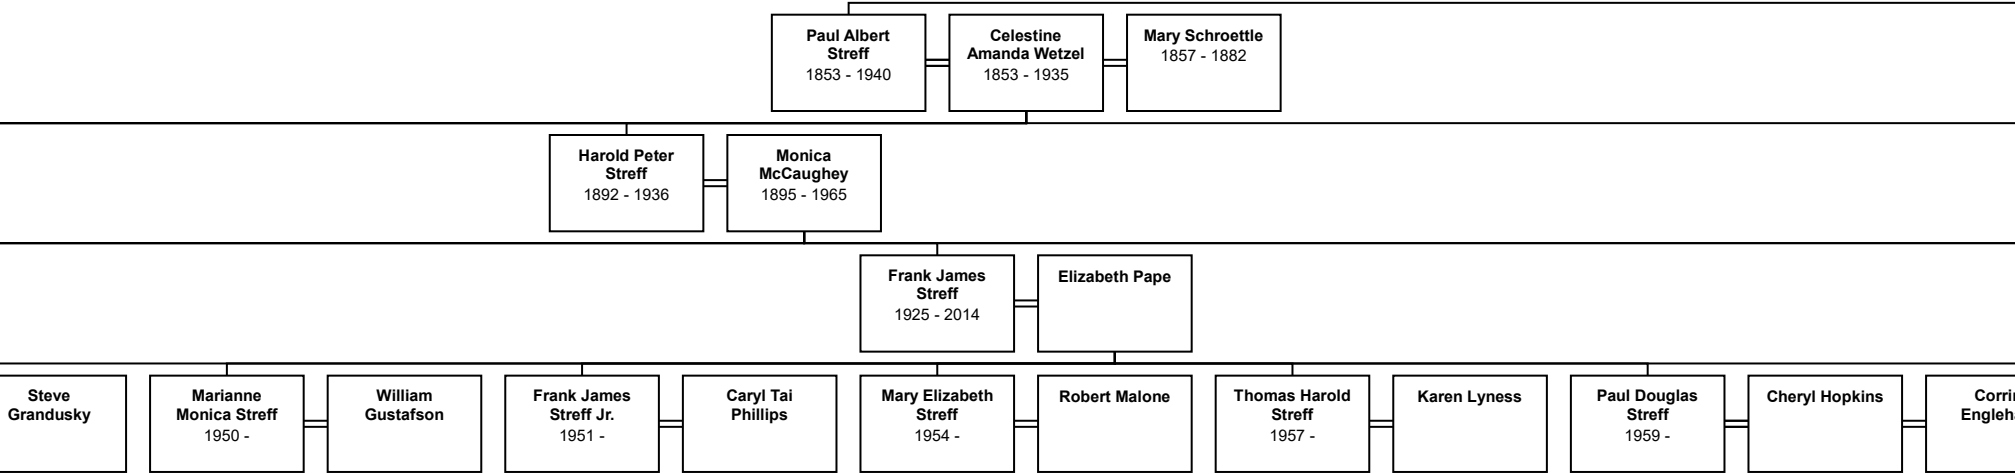 Paul Albert
Streff
1853 - 1940
Celestine
Amanda Wetzel
1853 - 1935
Mary Schroettle
1857 - 1882
Harold Peter
Streff
1892 - 1936
Monica
McCaughey
1895 - 1965
Frank James
Streff
1925 - 2014
Elizabeth Pape
Steve
Grandusky
Marianne
Monica Streff
1950 -
William
Gustafson
Frank James
Streff Jr.
1951 -
Caryl Tai
Phillips
Mary Elizabeth
Streff
1954 -
Robert Malone
Thomas Harold
Streff
1957 -
Karen Lyness
Paul Douglas
Streff
1959 -
Cheryl Hopkins